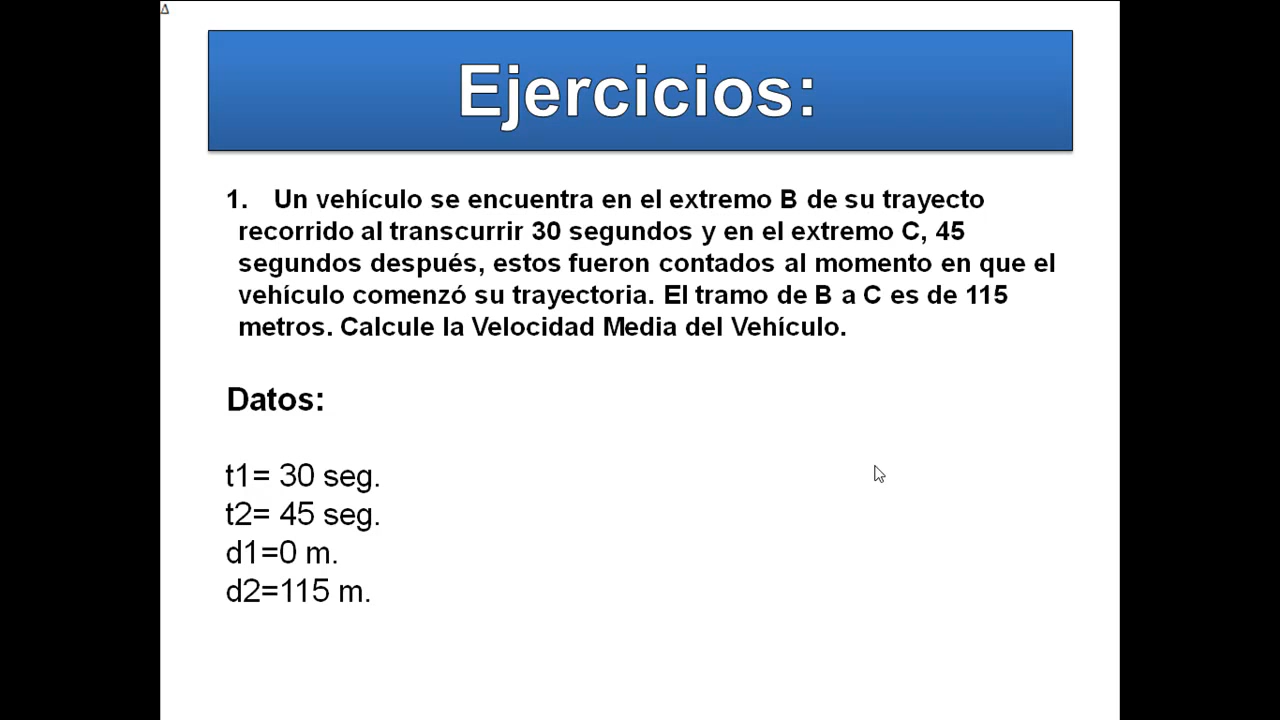 Δ
Ejercicios:
1. Un vehículo se encuentra en el extremo B de su trayecto
recorrido al transcurrir 30 segundos y en el extremo C, 45
segundos después, estos fueron contados al momento en que el
vehículo comenzó su trayectoria. El tramo de B a C es de 115
metros. Calcule la Velocidad Media del Vehículo.
Datos:
t1= 30 seg.
t2= 45 seg.
d1=0 m.
d2=115 m.